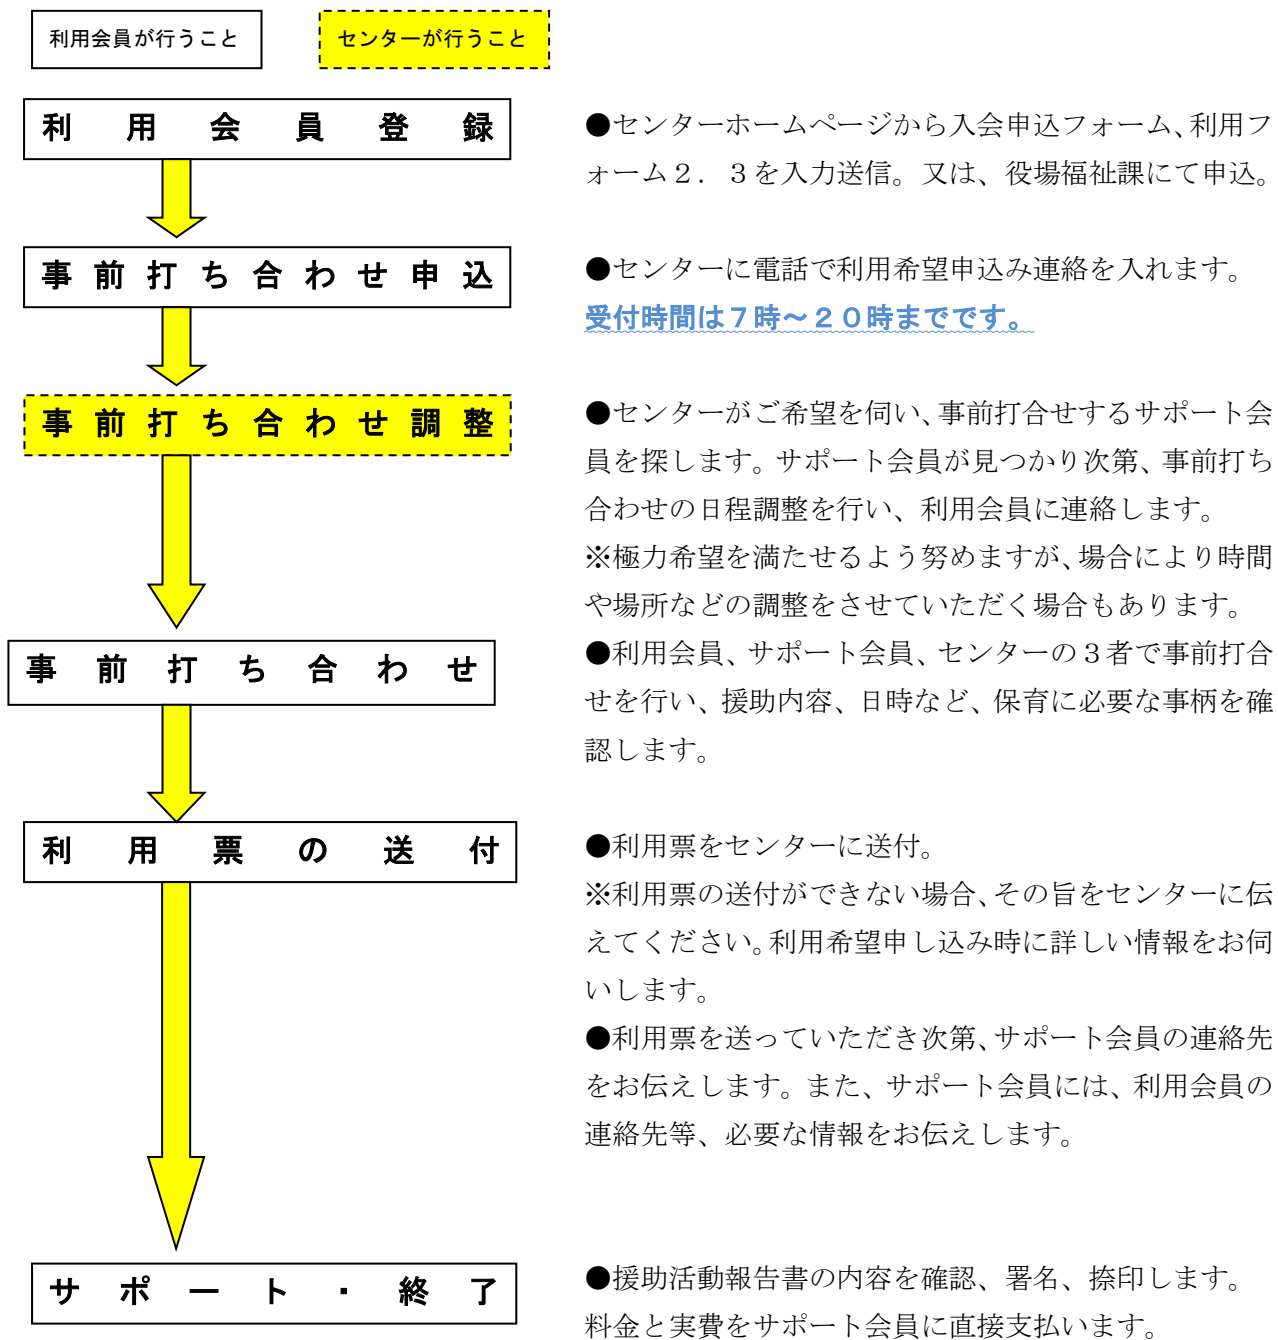 利用会員が行うこと
センターが行うこと
利用会員登録
●センターホームページから入会申込フォーム、利用フ
ォーム２．３を入力送信。又は、役場福祉課にて申込。
事前打ち合わせ申込
●センターに電話で利用希望申込み連絡を入れます。
受付時間は７時～２０時までです。
事前打ち合わせ調整
●センターがご希望を伺い、事前打合せするサポート会
員を探します。サポート会員が見つかり次第、事前打ち
合わせの日程調整を行い、利用会員に連絡します。
※極力希望を満たせるよう努めますが、場合により時間
や場所などの調整をさせていただく場合もあります。
事前打ち合わせ
●利用会員、サポート会員、センターの３者で事前打合
せを行い、援助内容、日時など、保育に必要な事柄を確
認します。
利用票の送付
●利用票をセンターに送付。
※利用票の送付ができない場合、その旨をセンターに伝
えてください。利用希望申し込み時に詳しい情報をお伺
いします。
●利用票を送っていただき次第、サポート会員の連絡先
をお伝えします。また、サポート会員には、利用会員の
連絡先等、必要な情報をお伝えします。
サポート・終了
●援助活動報告書の内容を確認、署名、捺印します。
料金と実費をサポート会員に直接支払います。